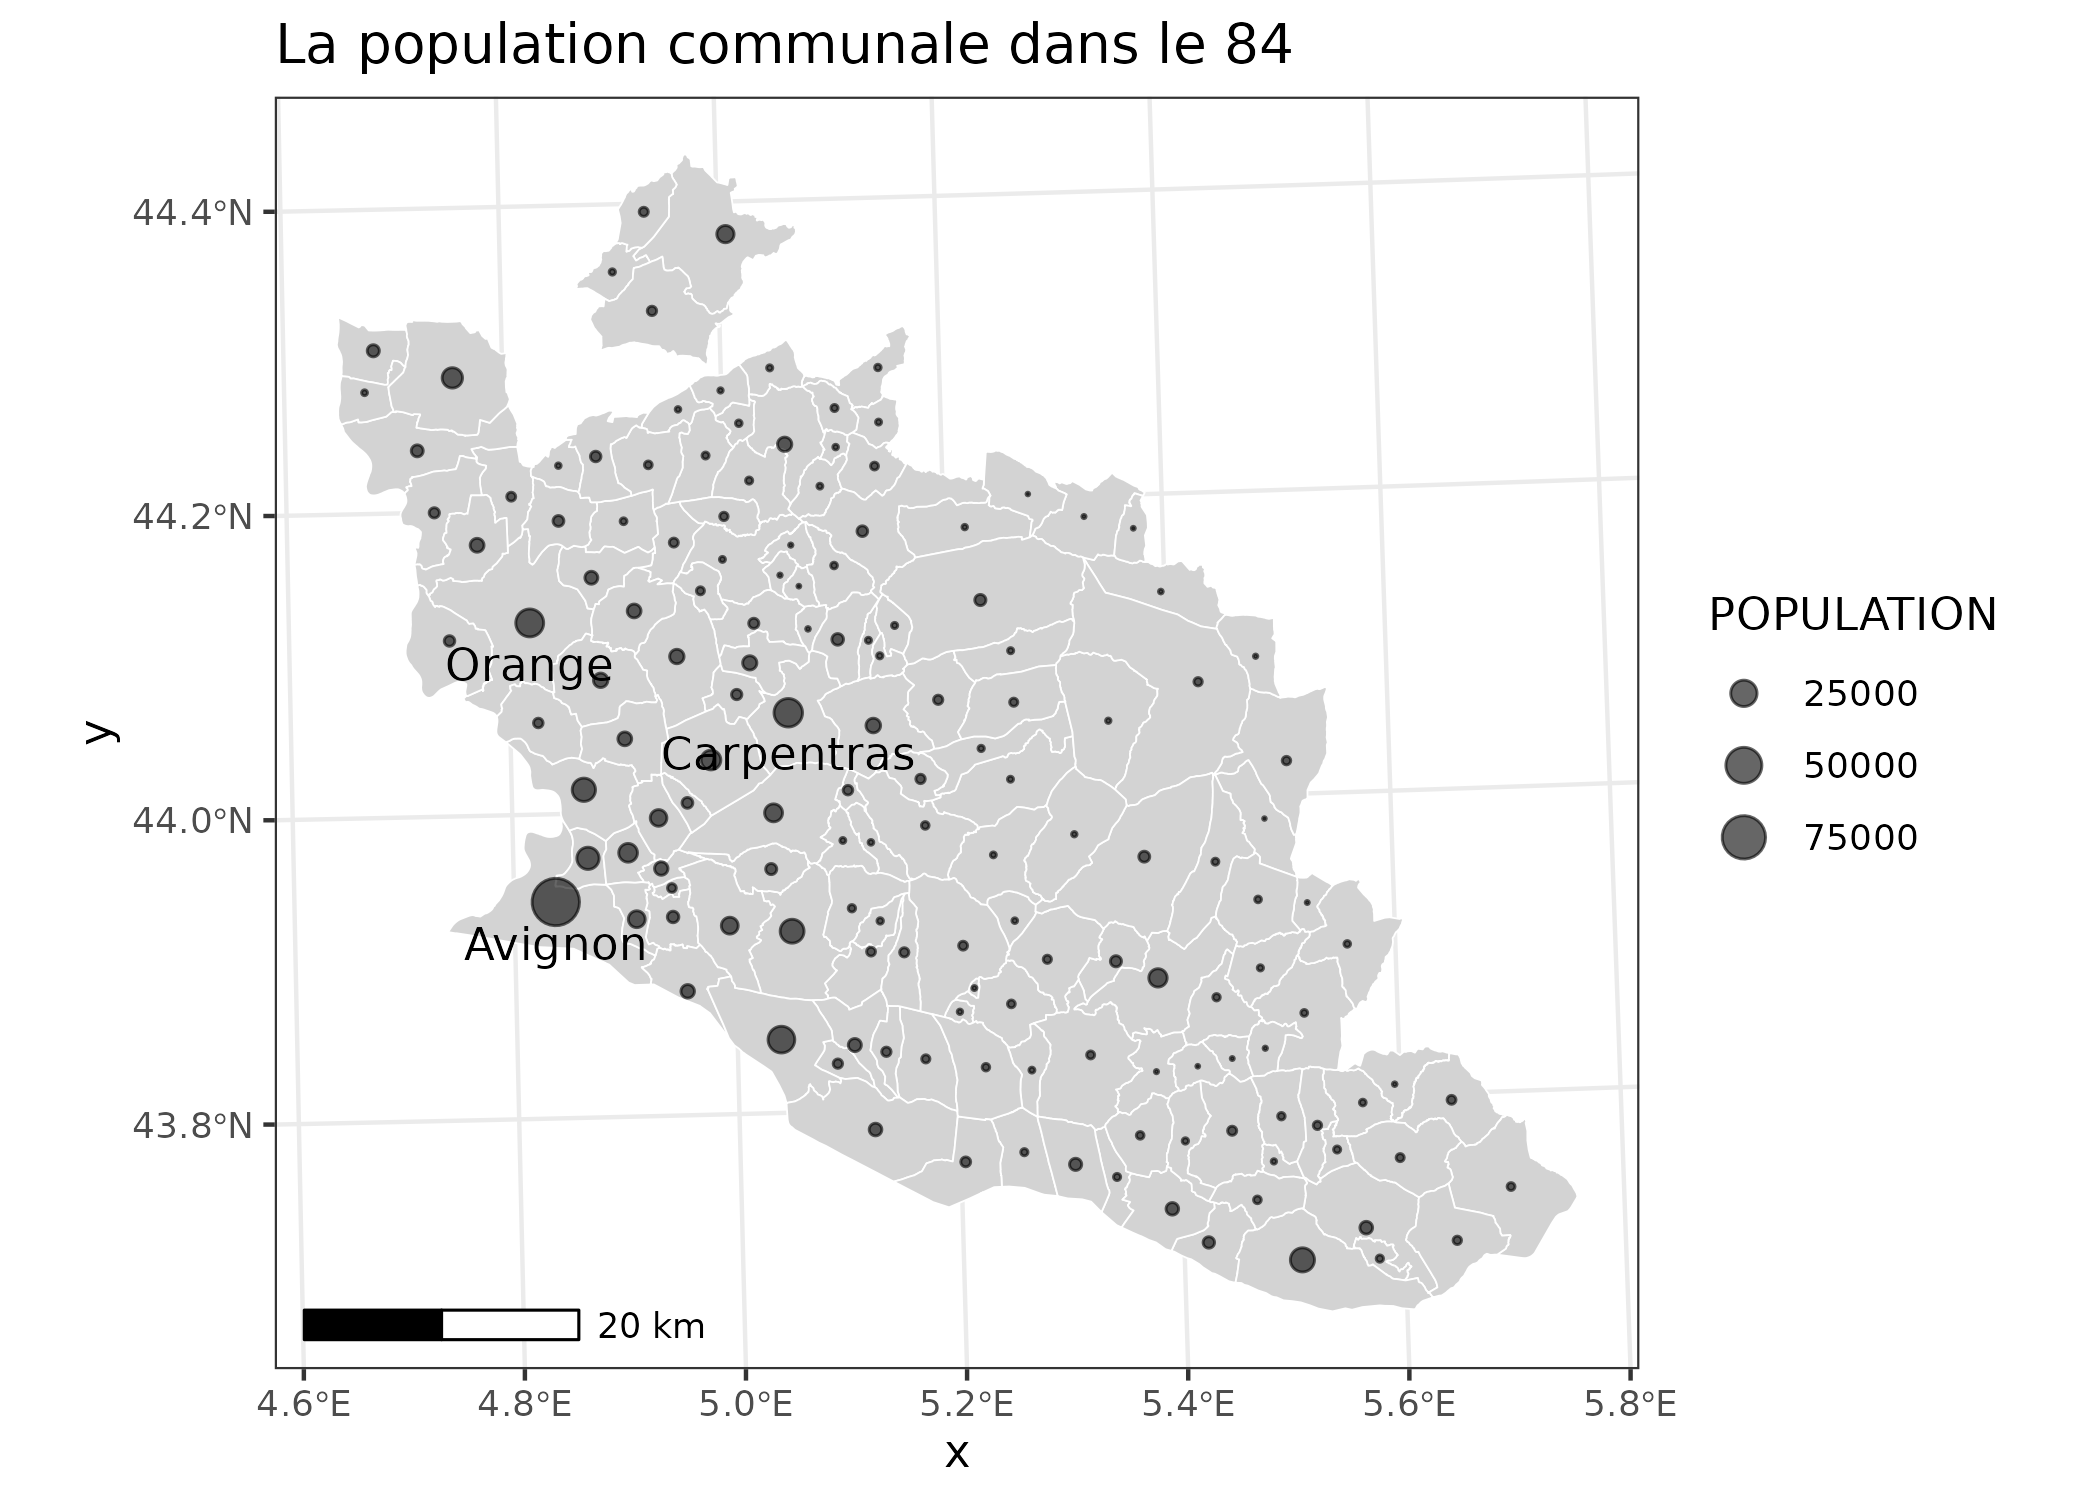 La population communale dans le 84
44.4°N
44.2°N
44.0°N
43.8°N
y
Orange
Carpentras
Avignon
20 km
4.6°E 4.8°E 5.0°E 5.2°E 5.4°E 5.6°E 5.8°E
x
POPULATION
25000
50000
75000